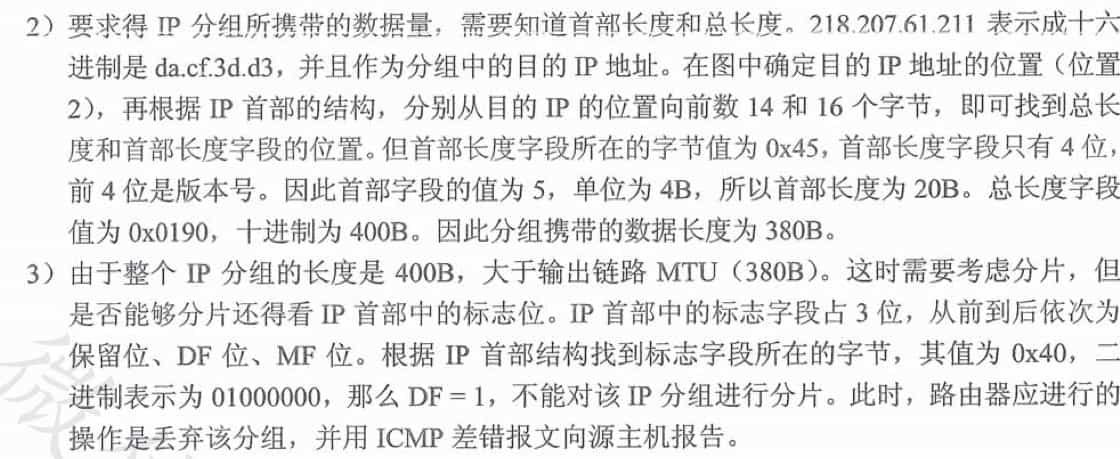 2）要求得 IP 分组所携带的数据量，需要知道首部长度和总长度。218.207.61.211 表示成十六
进制是 da.cf.3d.d3，并且作为分组中的目的 IP 地址。在图中确定目的 IP 地址的位置（位置
2），再根据 IP 首部的结构，分别从目的 IP 的位置向前数 14 和 16 个字节，即可找到总长
度和首部长度字段的位置。但首部长度字段所在的字节值为 0x45，首部长度字段只有 4 位，
前 4 位是版本号。因此首部字段的值为 5，单位为 4B，所以首部长度为 20B。总长度字段
值为 0x0190，十进制为 400B。因此分组携带的数据长度为 380B。
3）由于整个 IP 分组的长度是 400B，大于输出链路 MTU（380B）。这时需要考虑分片，但
是否能够分片还得看 IP 首部中的标志位。IP 首部中的标志字段占 3 位，从前到后依次为
保留位、DF 位、MF 位。根据 IP 首部结构找到标志字段所在的字节，其值为 0x40，二
进制表示为 01000000，那么 DF = 1，不能对该 IP 分组进行分片。此时，路由器应进行的
操作是丢弃该分组，并用 ICMP 差错报文向源主机报告。
微